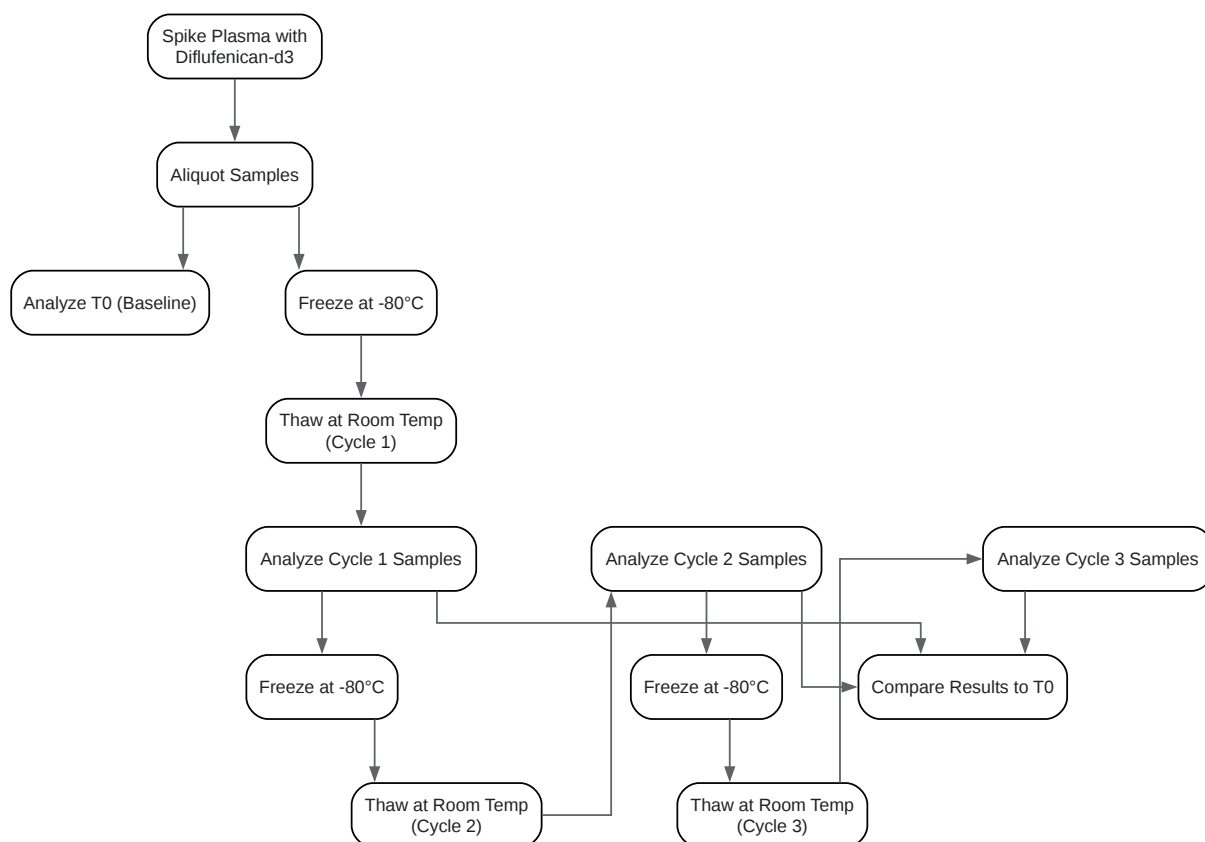 Spike Plasma with
Diflufenican-d3
Aliquot Samples
Analyze T0 (Baseline)
Freeze at -80°C
Thaw at Room Temp
(Cycle 1)
Analyze Cycle 1 Samples
Analyze Cycle 2 Samples
Analyze Cycle 3 Samples
Freeze at -80°C
Freeze at -80°C
Compare Results to T0
Thaw at Room Temp
(Cycle 2)
Thaw at Room Temp
(Cycle 3)